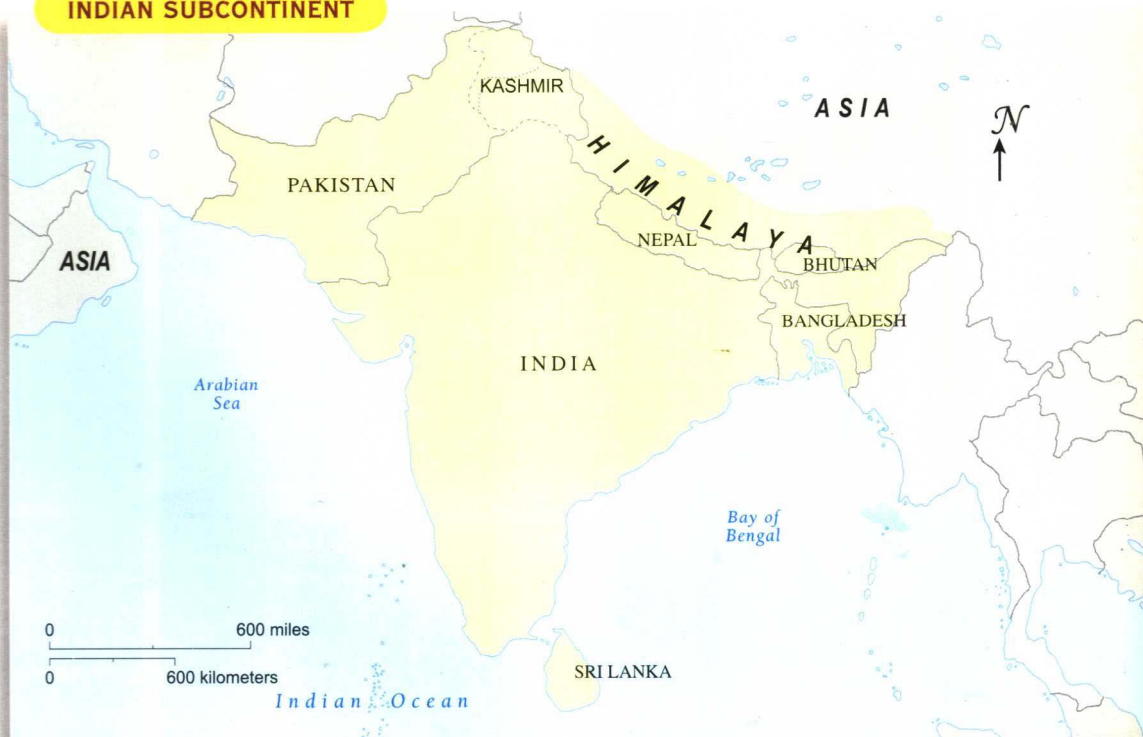 INDIAN SUBCONTINENT
KASHMIR
ASIA
N
HIMALAYA
PAKISTAN
NEPAL
ASIA
BHUTAN
BANGLADESH
INDIA
Arabian
Sea
Bay of
Bengal
0 600 miles
0 600 kilometers
SRI LANKA
Indian Ocean